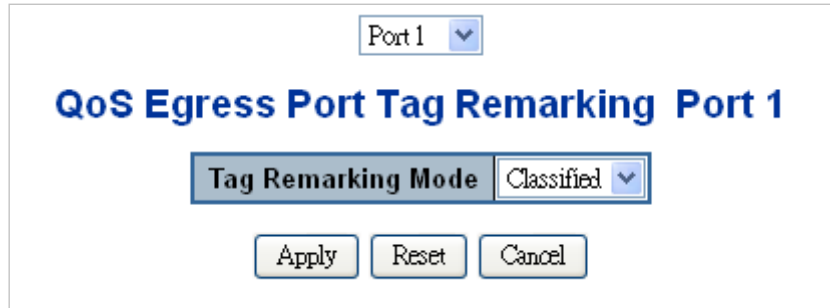 Port 1
QoS Egress Port Tag Remarking Port 1
Tag Remarking Mode Classified
Apply Reset Cancel